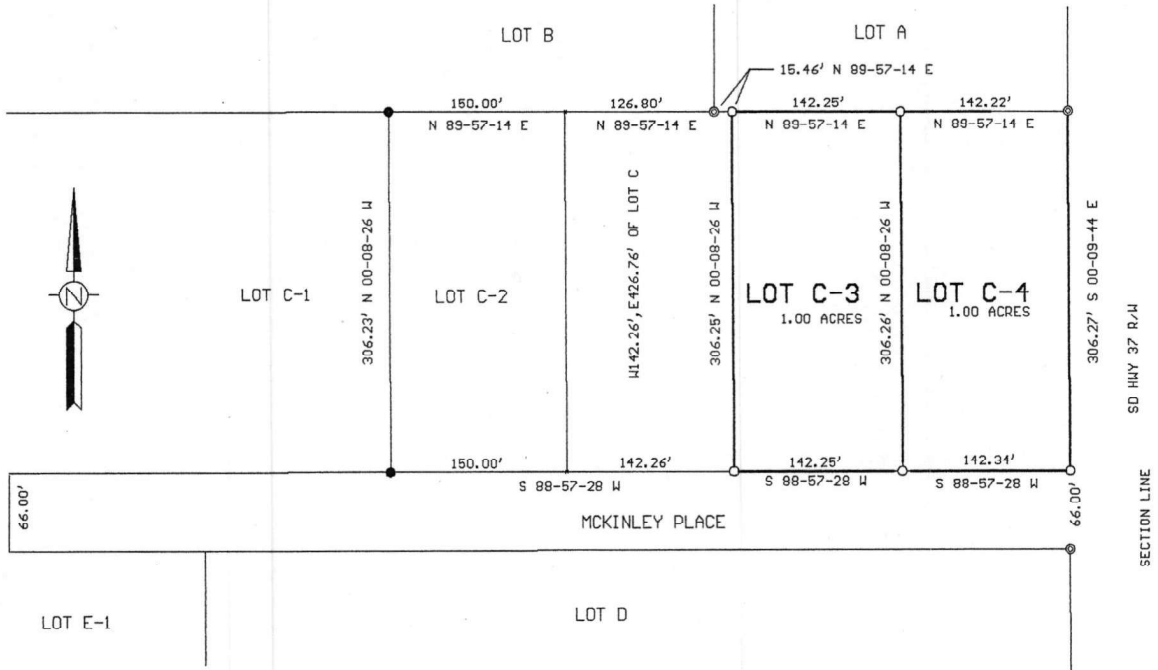 LOT B
LOT A
15.46' N 89-57-14 E
150.00'
126.80'
142.25'
142.22'
N 89-57-14 E
N 89-57-14 E
N 89-57-14 E
N 89-57-14 E
306.23' N 00-08-26 W
W142.26', E426.76' OF LOT C
306.25' N 00-08-26 W
306.26' N 00-08-26 W
306.27' S 00-09-44 E
N
LOT C-1
LOT C-2
LOT C-3
1.00 ACRES
LOT C-4
1.00 ACRES
SD HWY 37 R/W
150.00'
142.26'
142.25'
142.34'
S 88-57-28 W
S 98-57-28 W
S 88-57-28 W
66.00'
MCKINLEY PLACE
66.00'
SECTION LINE
LOT E-1
LOT D